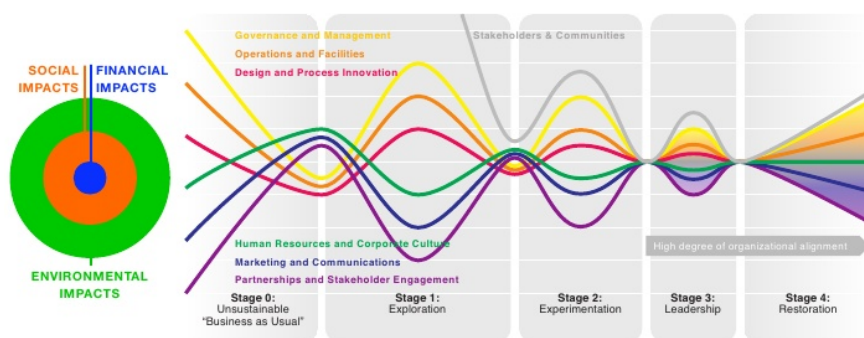 SOCIAL
IMPACTS
FINANCIAL
IMPACTS
ENVIRONMENTAL
IMPACTS
Governance and Management
Operations and Facilities
Design and Process Innovation
Stakeholders & Communities
Human Resources and Corporate Culture
Marketing and Communications
Partnerships and Stakeholder Engagement
High degree of organizational alignment
Stage 0:
Unsustainable
“Business as Usual”
Stage 1:
Exploration
Stage 2:
Experimentation
Stage 3:
Leadership
Stage 4:
Restoration